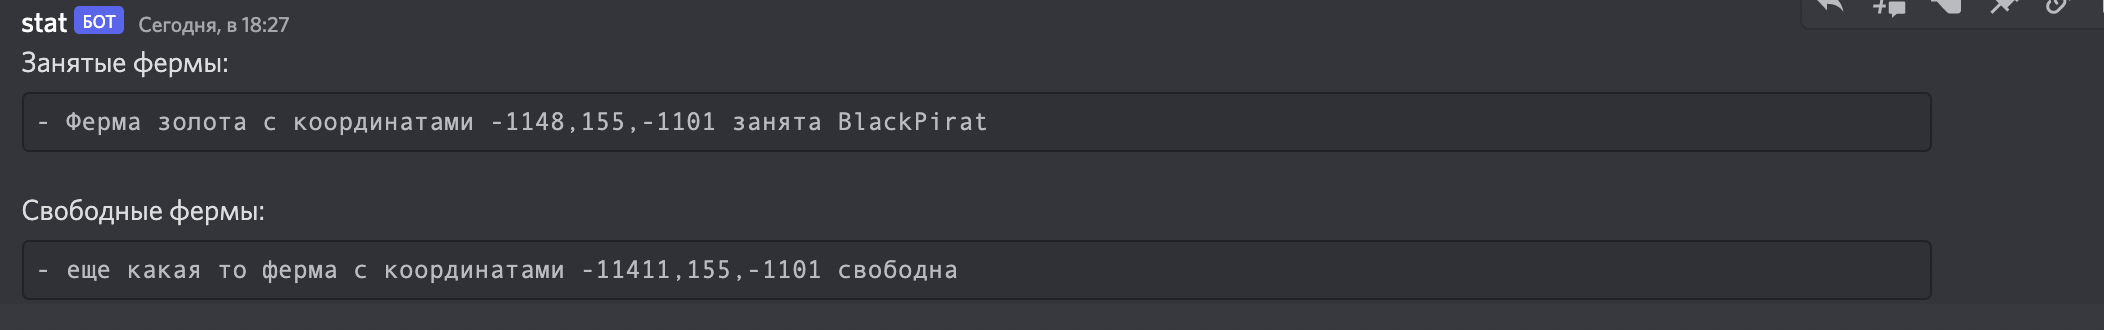 stat БОТ Сегодня, в 18:27
Занятые фермы:
- Ферма золота с координатами -1148,155,-1101 занята BlackPirat
Свободные фермы:
- еще какая то ферма с координатами -11411,155,-1101 свободна